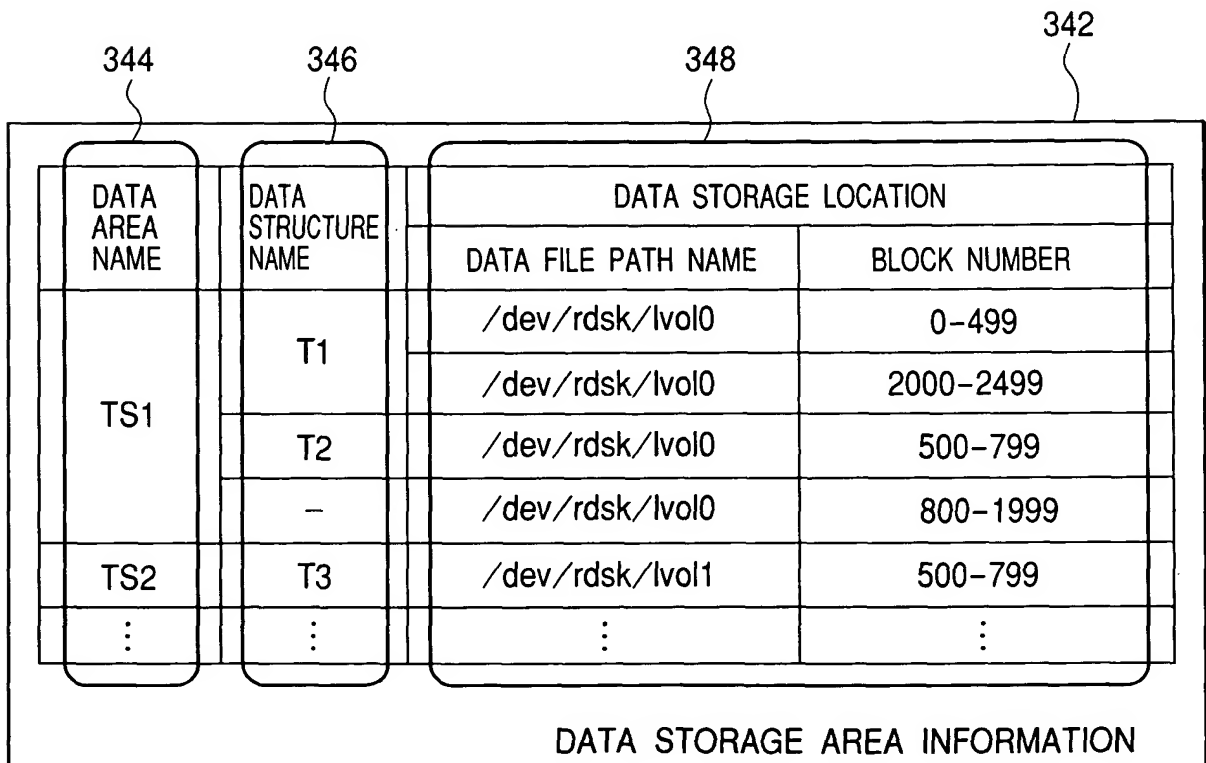 342
344 346 348
DATA AREA NAME DATA STRUCTURE NAME DATA STORAGE LOCATION
DATA FILE PATH NAME BLOCK NUMBER
TS1 T1 /dev/rdsk/lvol0 0-499
/dev/rdsk/lvol0 2000-2499
T2 /dev/rdsk/lvol0 500-799
- /dev/rdsk/lvol0 800-1999
TS2 T3 /dev/rdsk/lvol1 500-799
⋮ ⋮ ⋮ ⋮
DATA STORAGE AREA INFORMATION